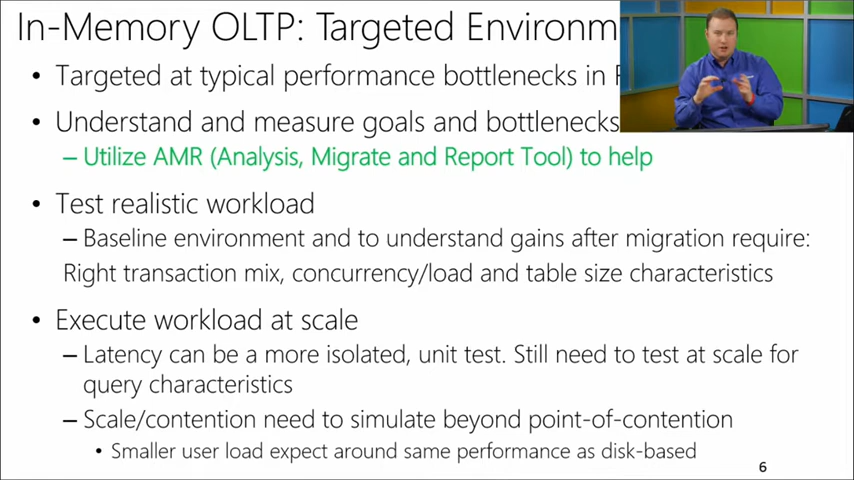 In-Memory OLTP: Targeted Environm
• Targeted at typical performance bottlenecks in
• Understand and measure goals and bottlenecks
– Utilize AMR (Analysis, Migrate and Report Tool) to help
• Test realistic workload
– Baseline environment and to understand gains after migration require:
Right transaction mix, concurrency/load and table size characteristics
• Execute workload at scale
– Latency can be a more isolated, unit test. Still need to test at scale for
query characteristics
– Scale/contention need to simulate beyond point-of-contention
• Smaller user load expect around same performance as disk-based
6